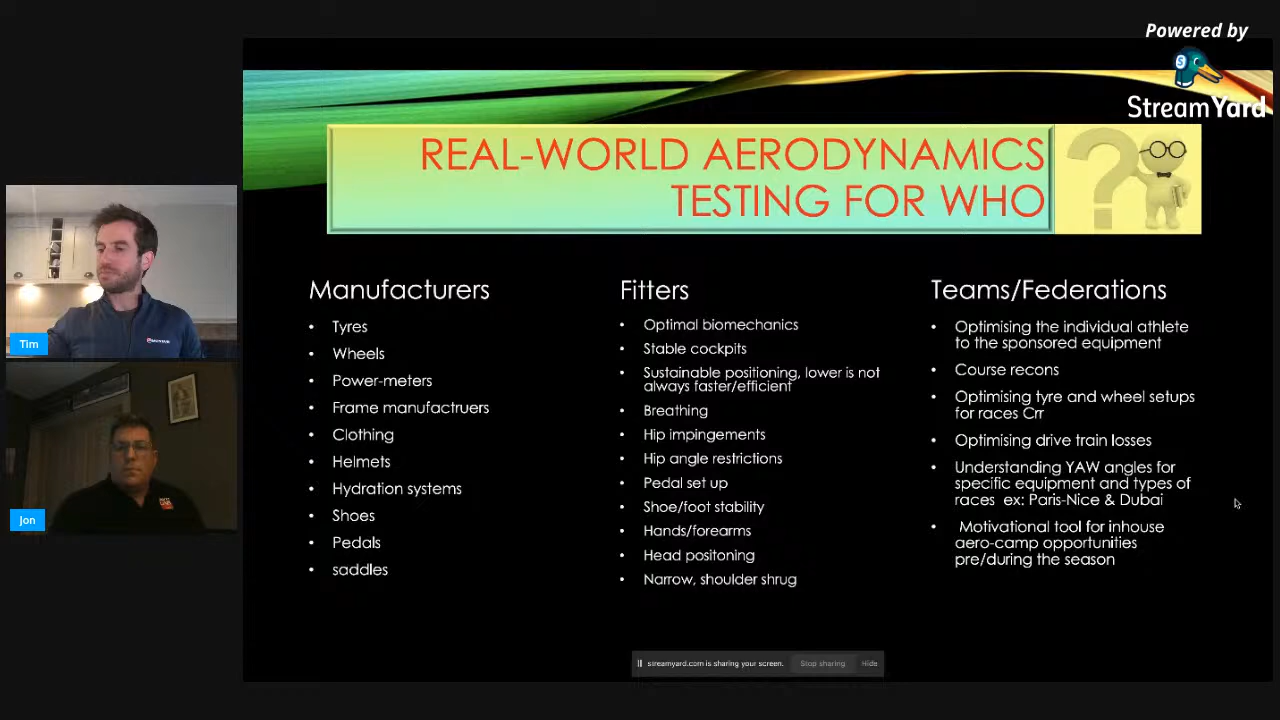 Powered by
StreamYard
REAL-WORLD AERODYNAMICS
TESTING FOR WHO
Manufacturers
• Tyres
• Wheels
• Power-meters
• Frame manufactruers
• Clothing
• Helmets
• Hydration systems
• Shoes
• Pedals
• saddles
Fitters
• Optimal biomechanics
• Stable cockpits
• Sustainable positioning, lower is not
always faster/efficient
• Breathing
• Hip impingements
• Hip angle restrictions
• Pedal set up
• Shoe/foot stability
• Hands/forearms
• Head positoning
• Narrow, shoulder shrug
Teams/Federations
• Optimising the individual athlete
to the sponsored equipment
• Course recons
• Optimising tyre and wheel setups
for races Crr
• Optimising drive train losses
• Understanding YAW angles for
specific equipment and types of
races ex: Paris-Nice & Dubai
• Motivational tool for inhouse
aero-camp opportunities
pre/during the season
Tim
Jon
streamyard.com is sharing your screen.
Stop sharing
Hide